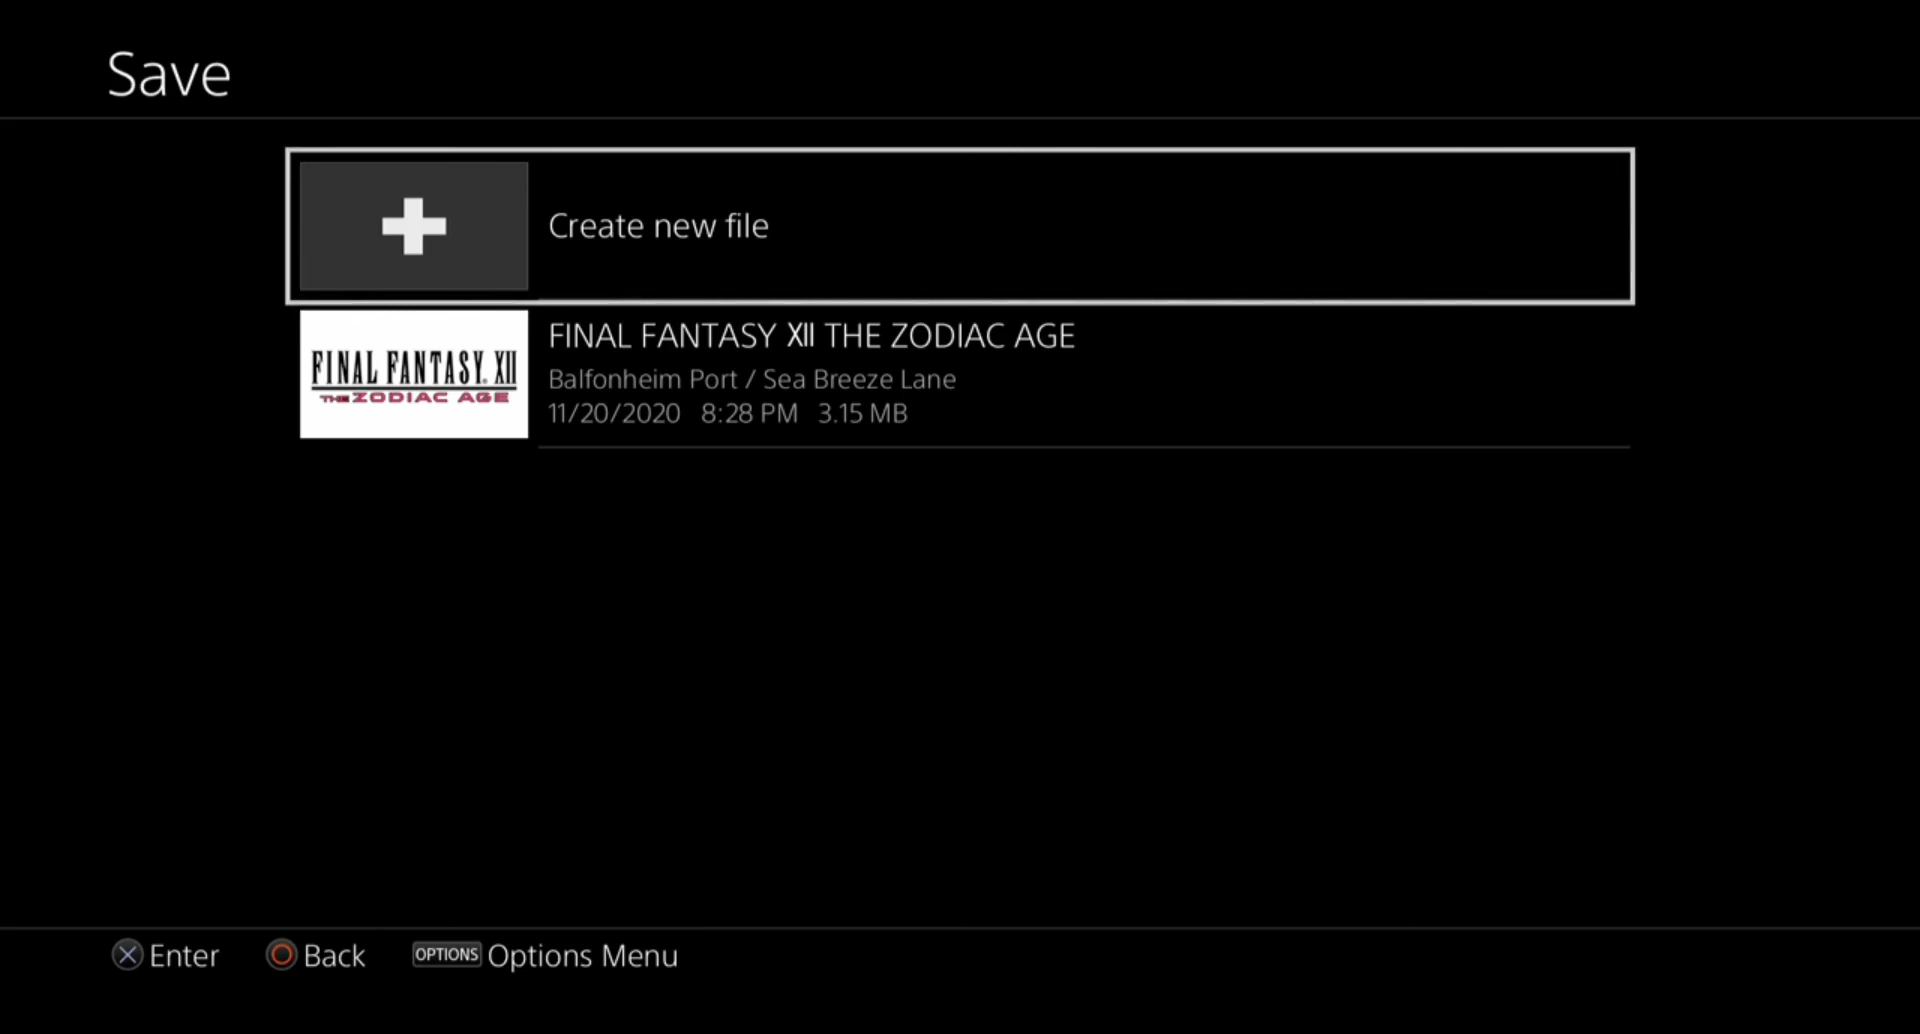 Save
Create new file
FINAL FANTASY XII
THE ZODIAC AGE
FINAL FANTASY XII THE ZODIAC AGE
Balfonheim Port / Sea Breeze Lane
11/20/2020 8:28 PM 3.15 MB
Enter Back OPTIONS Options Menu